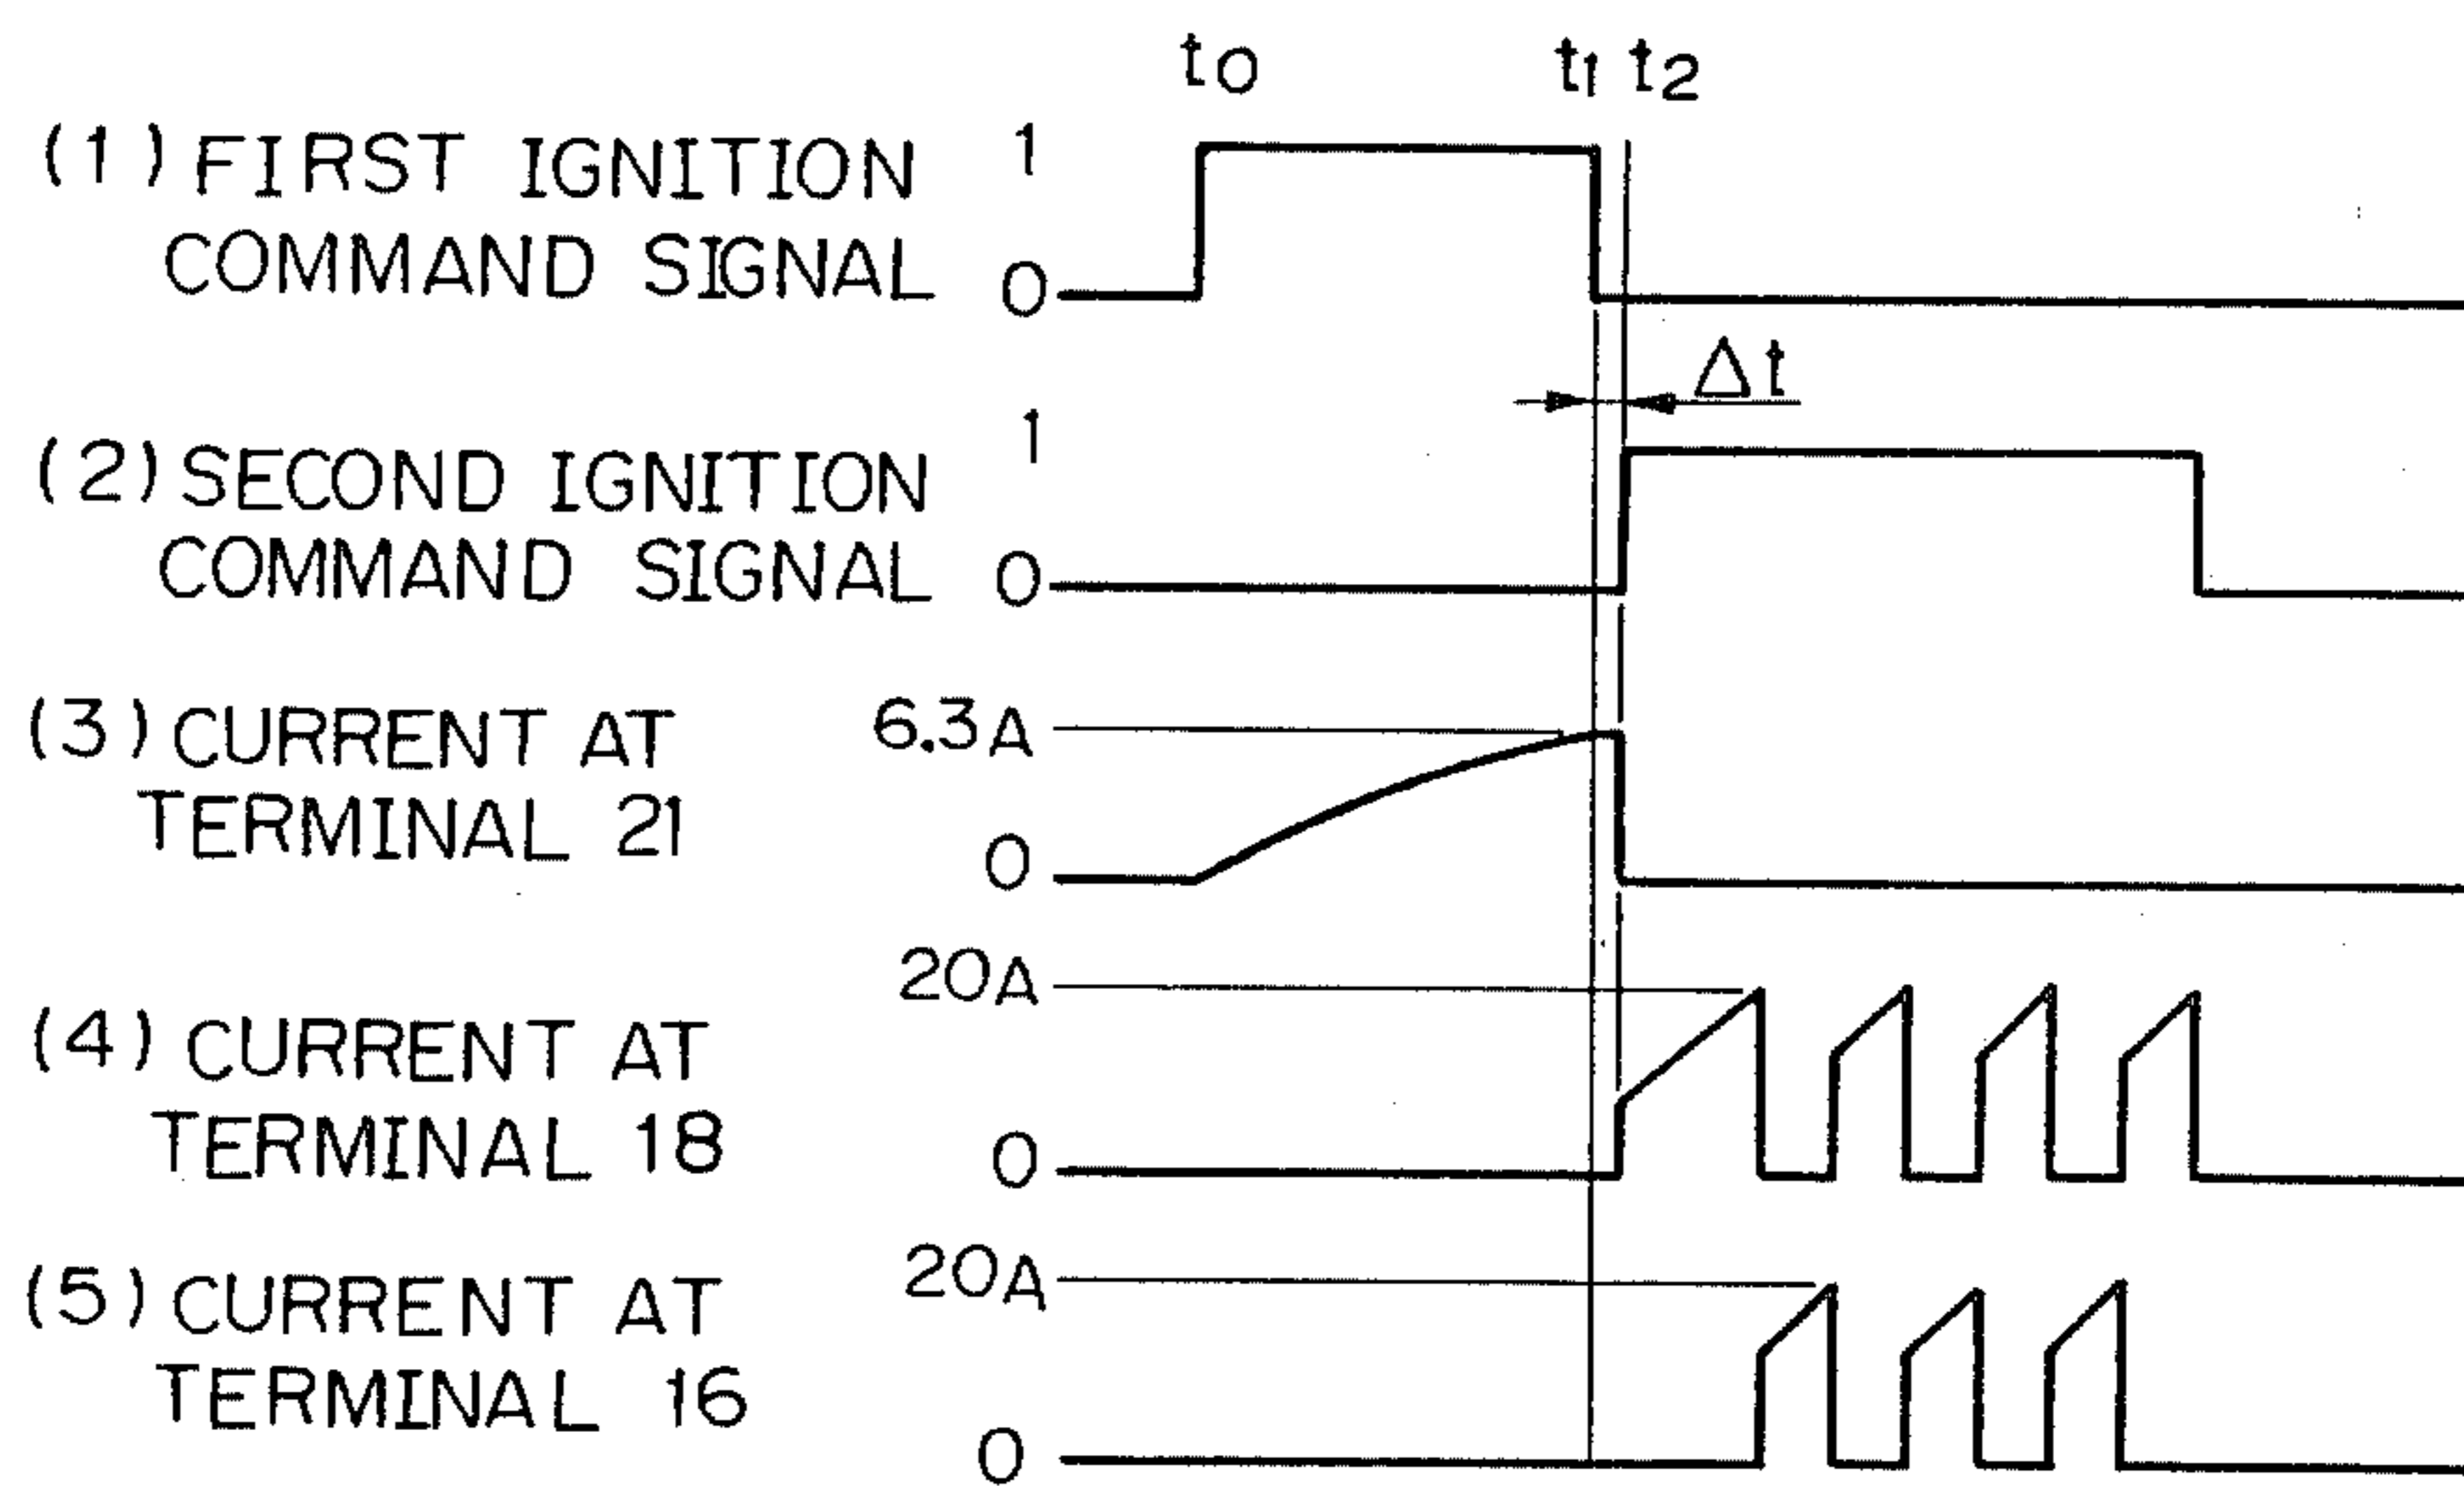 t0 t1 t2
(1) FIRST IGNITION 1
COMMAND SIGNAL 0
Δt
(2) SECOND IGNITION 1
COMMAND SIGNAL 0
(3) CURRENT AT 6.3A
TERMINAL 21 0
20A
(4) CURRENT AT
TERMINAL 18 0
(5) CURRENT AT 20A
TERMINAL 16
0